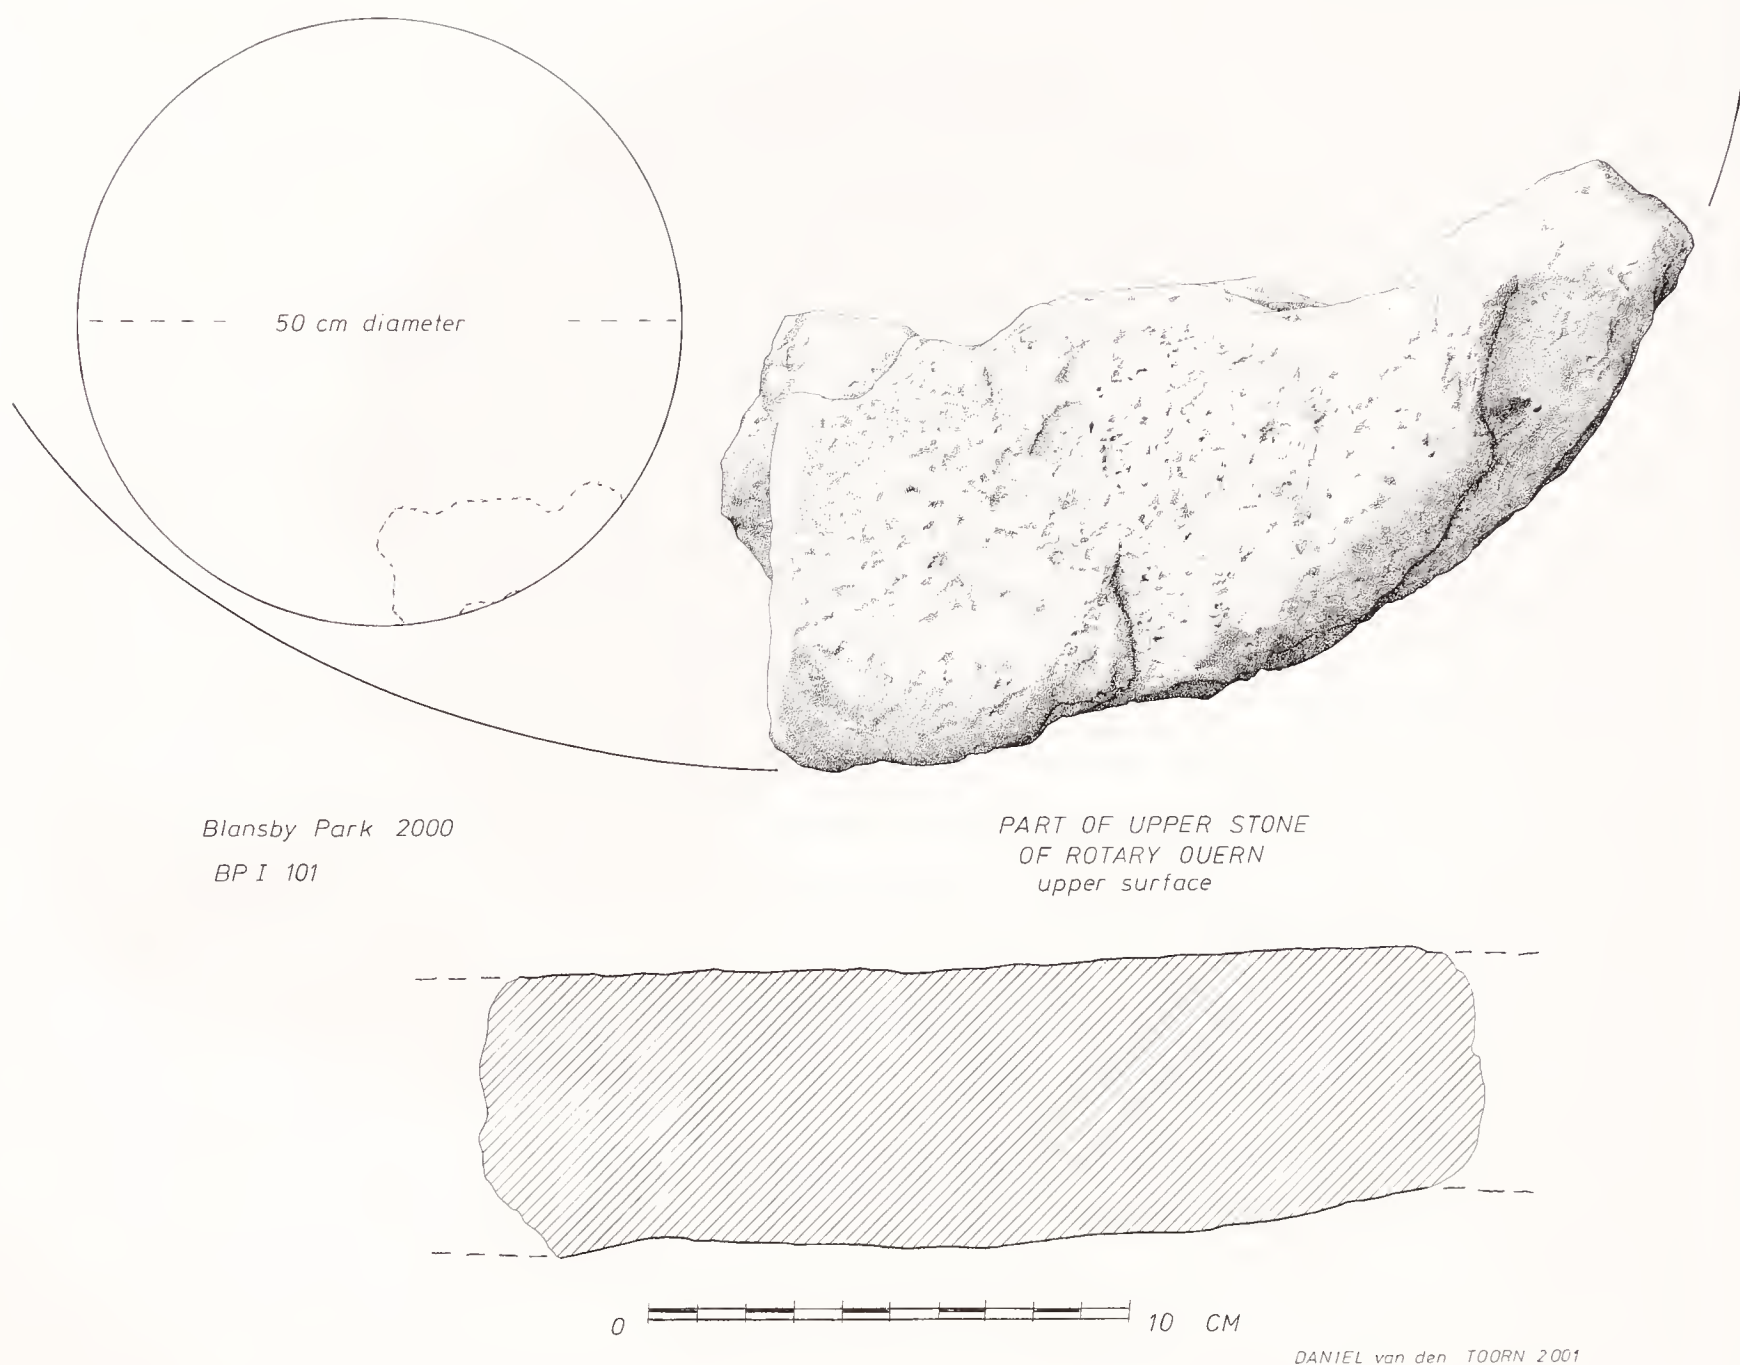 50 cm diameter
Blansby Park 2000
BP I 101
PART OF UPPER STONE
OF ROTARY QUERN
upper surface
0 10 CM
DANIEL van den TOORN 2001